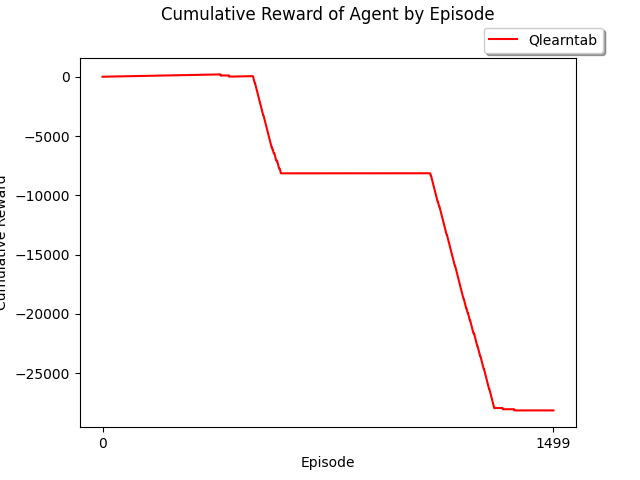 Cumulative Reward of Agent by Episode
Qlearntab
0
−5000
−10000
−15000
−20000
−25000
Cumulative Reward
0
1499
Episode